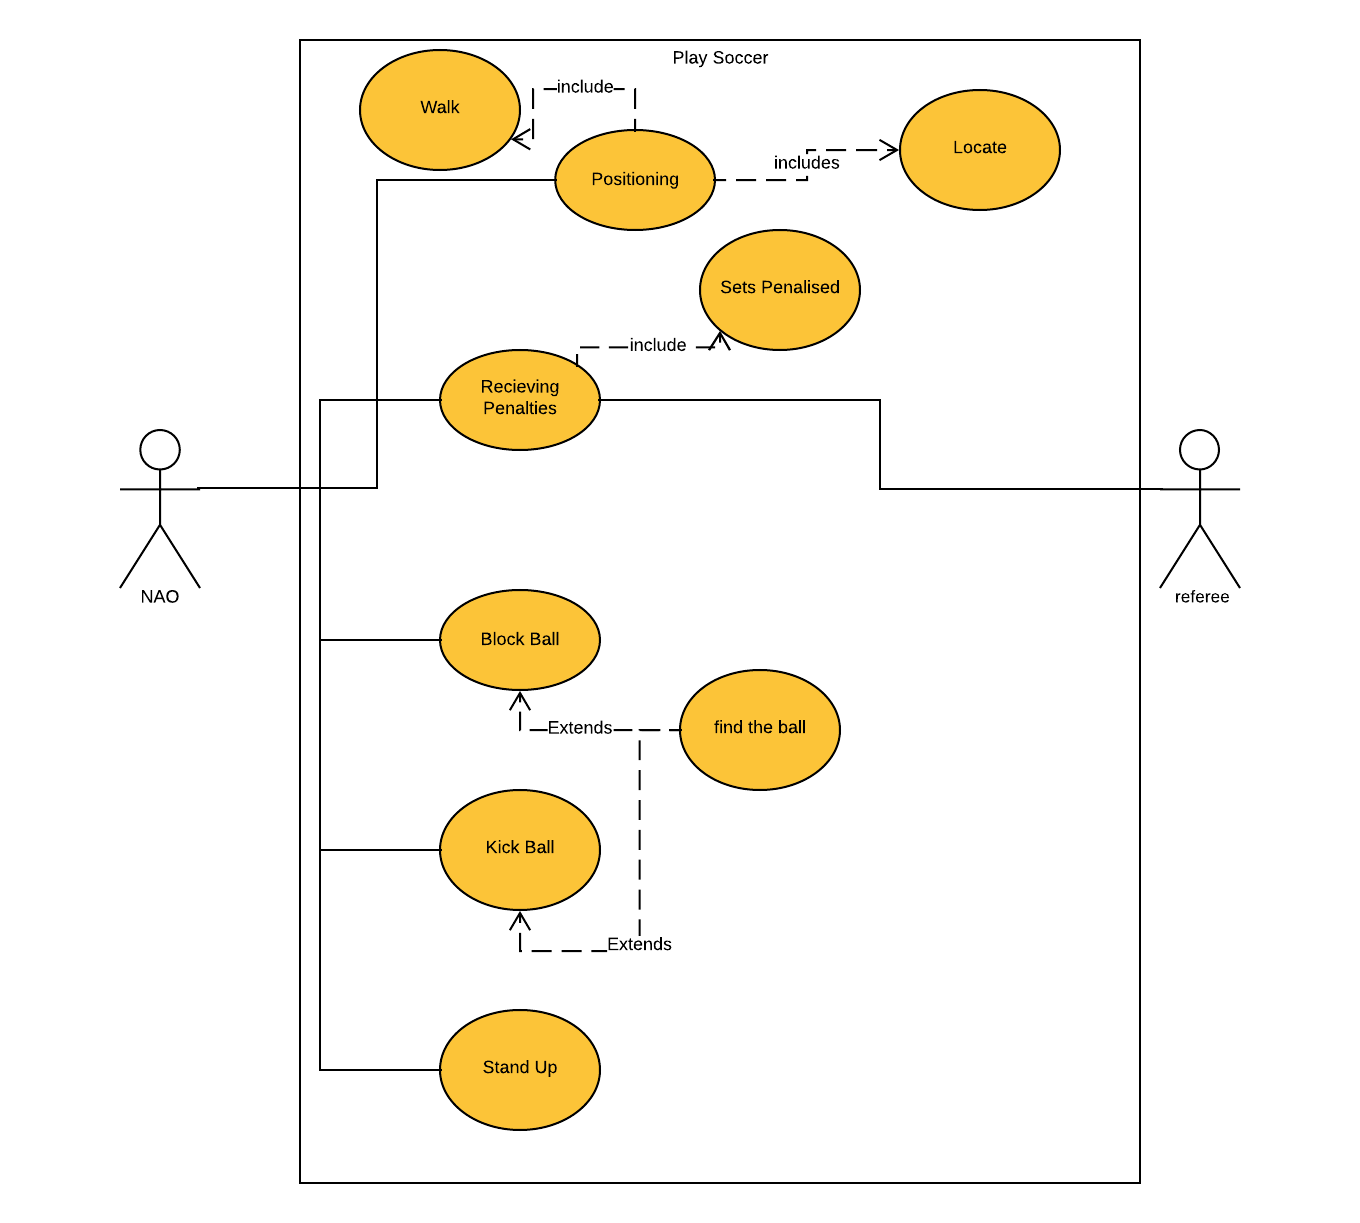 Play Soccer
Walk
include
Positioning
includes
Locate
Sets Penalised
include
Recieving
Penalties
NAO
referee
Block Ball
Extends
find the ball
Kick Ball
Extends
Stand Up